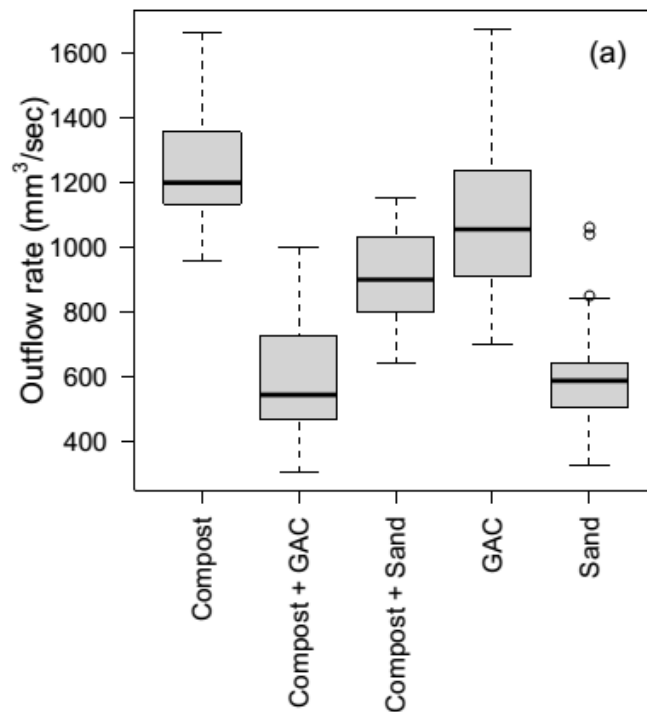 (a)
Outflow rate (mm³/sec)
1600
1400
1200
1000
800
600
400
Compost
Compost + GAC
Compost + Sand
GAC
Sand